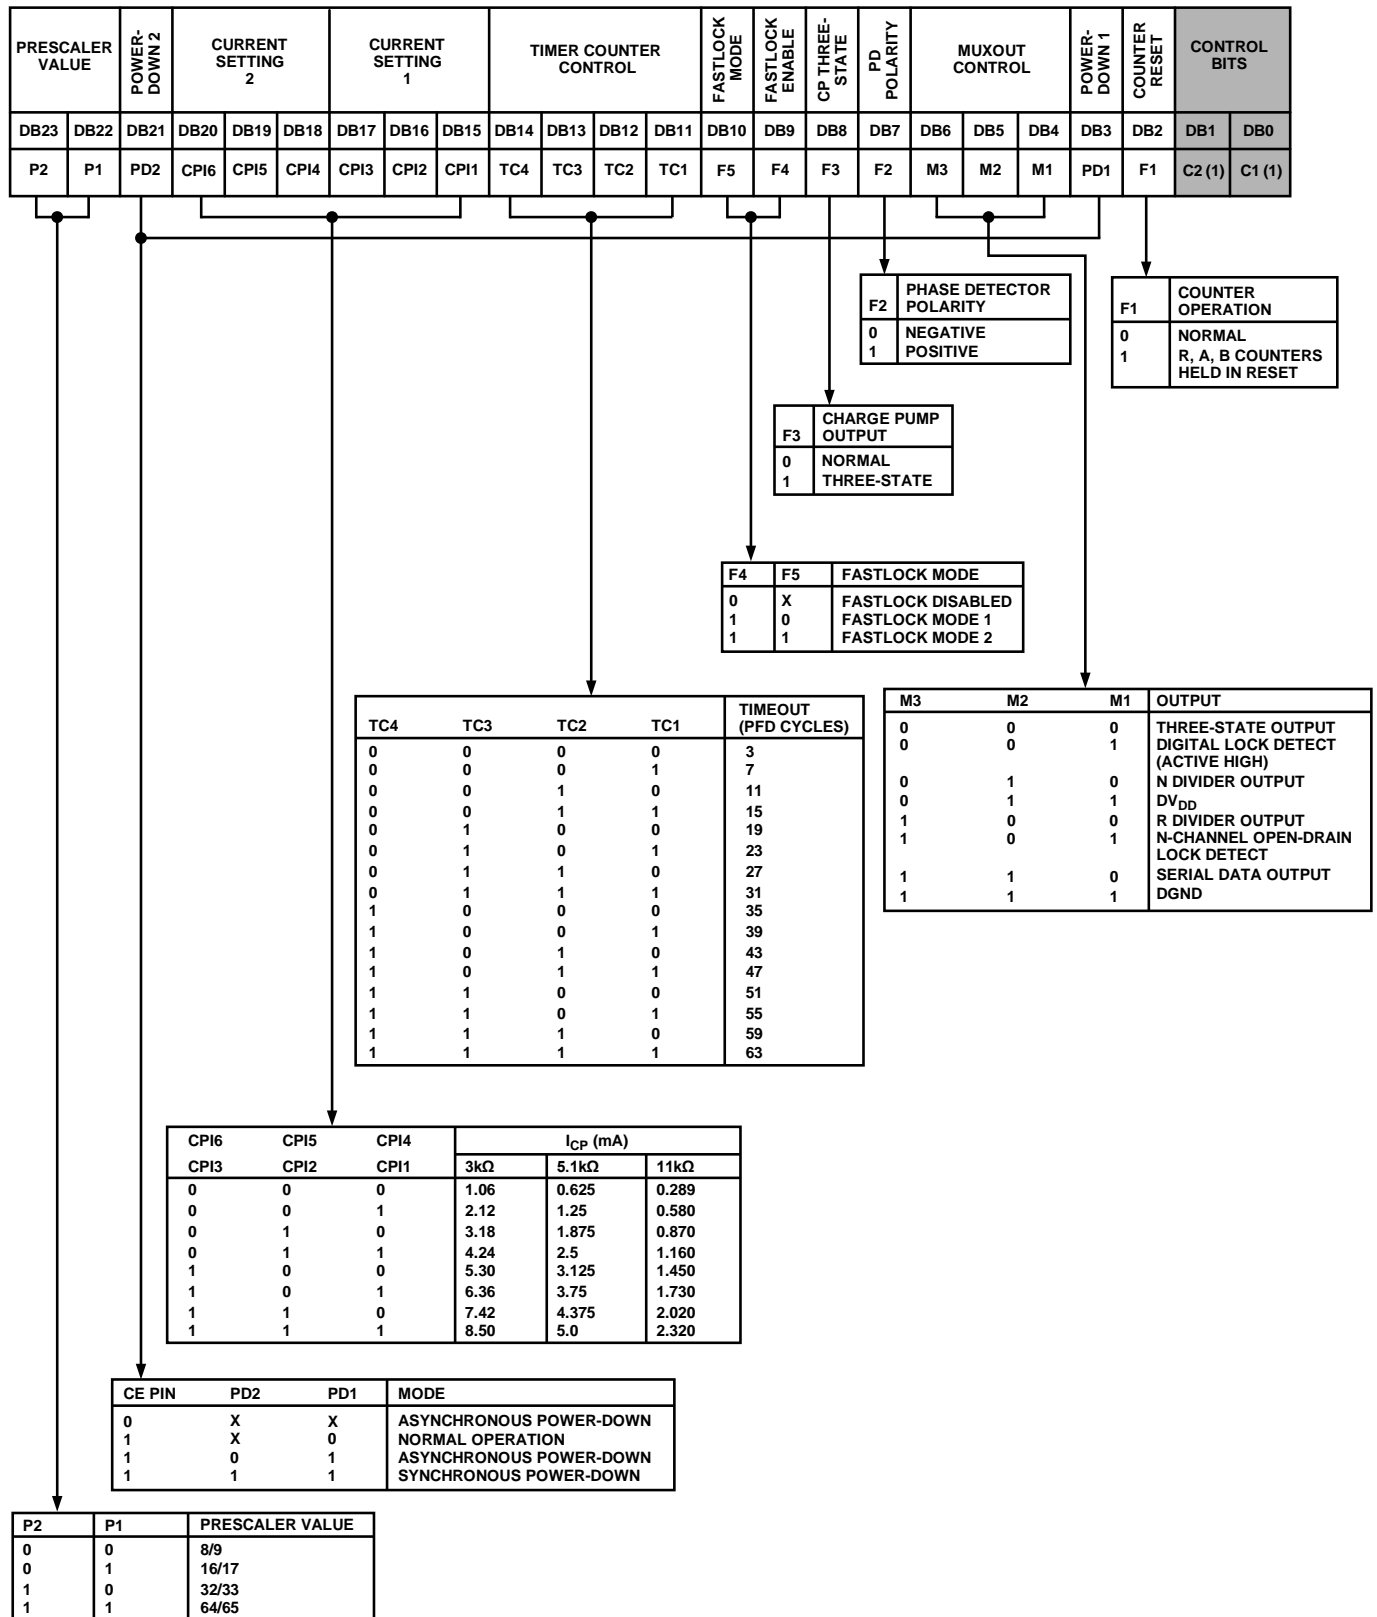 PRESCALER VALUE
POWER-DOWN 2
CURRENT SETTING 2
CURRENT SETTING 1
TIMER COUNTER CONTROL
FASTLOCK MODE
FASTLOCK ENABLE
CP THREE-STATE
PD POLARITY
MUXOUT CONTROL
POWER-DOWN 1
COUNTER RESET
CONTROL BITS
DB23 DB22 DB21 DB20 DB19 DB18 DB17 DB16 DB15 DB14 DB13 DB12 DB11 DB10 DB9 DB8 DB7 DB6 DB5 DB4 DB3 DB2 DB1 DB0
P2 P1 PD2 CPI6 CPI5 CPI4 CPI3 CPI2 CPI1 TC4 TC3 TC2 TC1 F5 F4 F3 F2 M3 M2 M1 PD1 F1 C2 (1) C1 (1)
F2 PHASE DETECTOR POLARITY
0 NEGATIVE
1 POSITIVE
F1 COUNTER OPERATION
0 NORMAL
1 R, A, B COUNTERS
HELD IN RESET
F3 CHARGE PUMP OUTPUT
0 NORMAL
1 THREE-STATE
F4 F5 FASTLOCK MODE
0 X FASTLOCK DISABLED
1 0 FASTLOCK MODE 1
1 1 FASTLOCK MODE 2
TC4 TC3 TC2 TC1 TIMEOUT (PFD CYCLES)
0 0 0 0 3
0 0 0 1 7
0 0 1 0 11
0 0 1 1 15
0 1 0 0 19
0 1 0 1 23
0 1 1 0 27
0 1 1 1 31
1 0 0 0 35
1 0 0 1 39
1 0 1 0 43
1 0 1 1 47
1 1 0 0 51
1 1 0 1 55
1 1 1 0 59
1 1 1 1 63
M3 M2 M1 OUTPUT
0 0 0 THREE-STATE OUTPUT
0 0 1 DIGITAL LOCK DETECT
(ACTIVE HIGH)
0 1 0 N DIVIDER OUTPUT
0 1 1 DVDD
1 0 0 R DIVIDER OUTPUT
1 0 1 N-CHANNEL OPEN-DRAIN
LOCK DETECT
1 1 0 SERIAL DATA OUTPUT
1 1 1 DGND
CPI6 CPI5 CPI4 ICP (mA)
CPI3 CPI2 CPI1 3kΩ 5.1kΩ 11kΩ
0 0 0 1.06 0.625 0.289
0 0 1 2.12 1.25 0.580
0 1 0 3.18 1.875 0.870
0 1 1 4.24 2.5 1.160
1 0 0 5.30 3.125 1.450
1 0 1 6.36 3.75 1.730
1 1 0 7.42 4.375 2.020
1 1 1 8.50 5.0 2.320
CE PIN PD2 PD1 MODE
0 X X ASYNCHRONOUS POWER-DOWN
1 X 0 NORMAL OPERATION
1 0 1 ASYNCHRONOUS POWER-DOWN
1 1 1 SYNCHRONOUS POWER-DOWN
P2 P1 PRESCALER VALUE
0 0 8/9
0 1 16/17
1 0 32/33
1 1 64/65